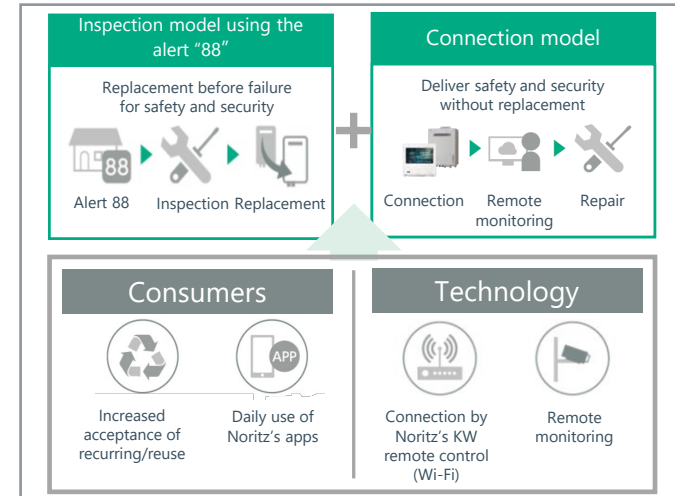 Inspection model using the
alert “88”
Replacement before failure
for safety and security
88
Alert 88
Inspection
Replacement
Connection model
Deliver safety and security
without replacement
Connection
Remote
monitoring
Repair
Consumers
APP
Increased
acceptance of
recurring/reuse
Daily use of
Noritz’s apps
Technology
Connection by
Noritz’s KW
remote control
(Wi-Fi)
Remote
monitoring